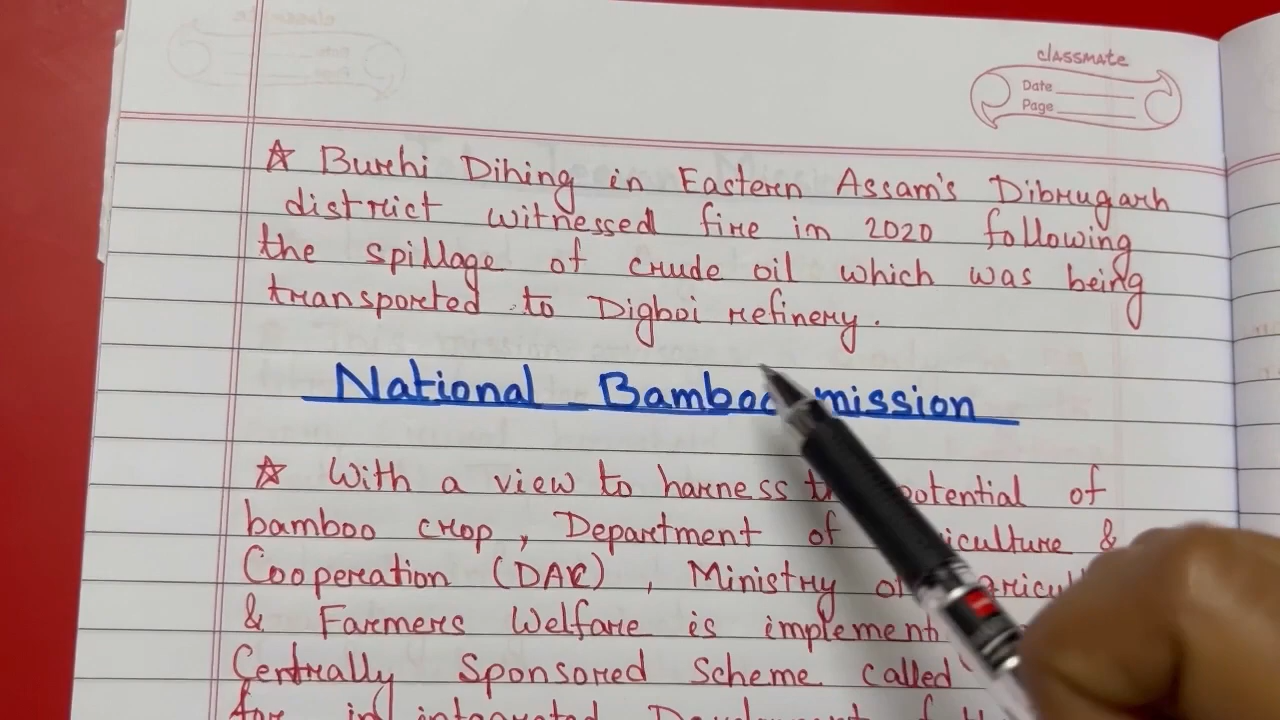 classmate
Date
Page
☆ Burhi Dihing in Eastern Assam's Dibrugarh
district witnessed fire in 2020 following
the spillage of crude oil which was being
transported to Digboi refinery.
National Bamboo mission
☆ With a view to harness potential of
bamboo crop, Department of &
Cooperation (DAC), Ministry of
& Farmers Welfare is
Centrally Sponsored Scheme called